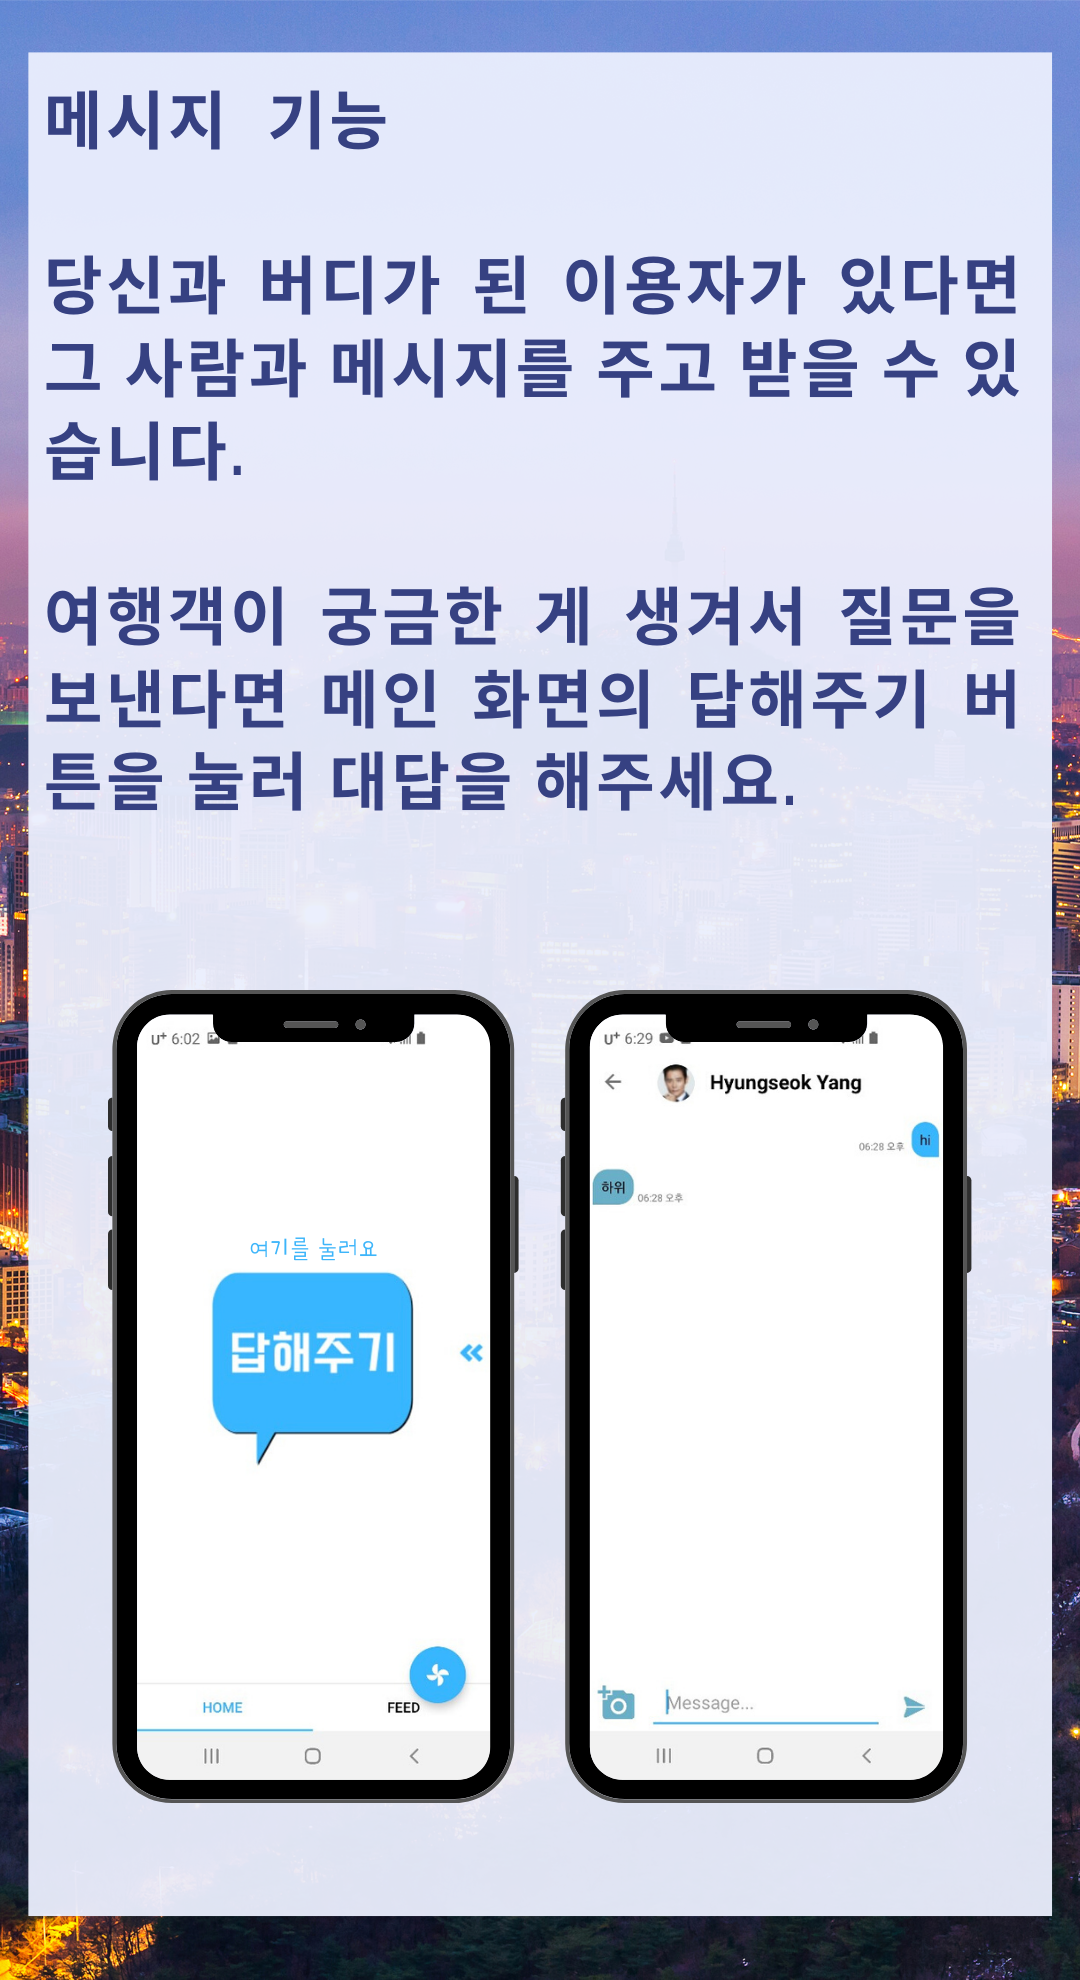 메시지 기능
당신과 버디가 된 이용자가 있다면
그 사람과 메시지를 주고 받을 수 있
습니다.
여행객이 궁금한 게 생겨서 질문을
보낸다면 메인 화면의 답해주기 버
튼을 눌러 대답을 해주세요.
U+ 6:02
여기를 눌러요
답해주기
HOME
FEED
U+ 6:29
Hyungseok Yang
06:28 오후
hi
하위
06:28 오후
Message...